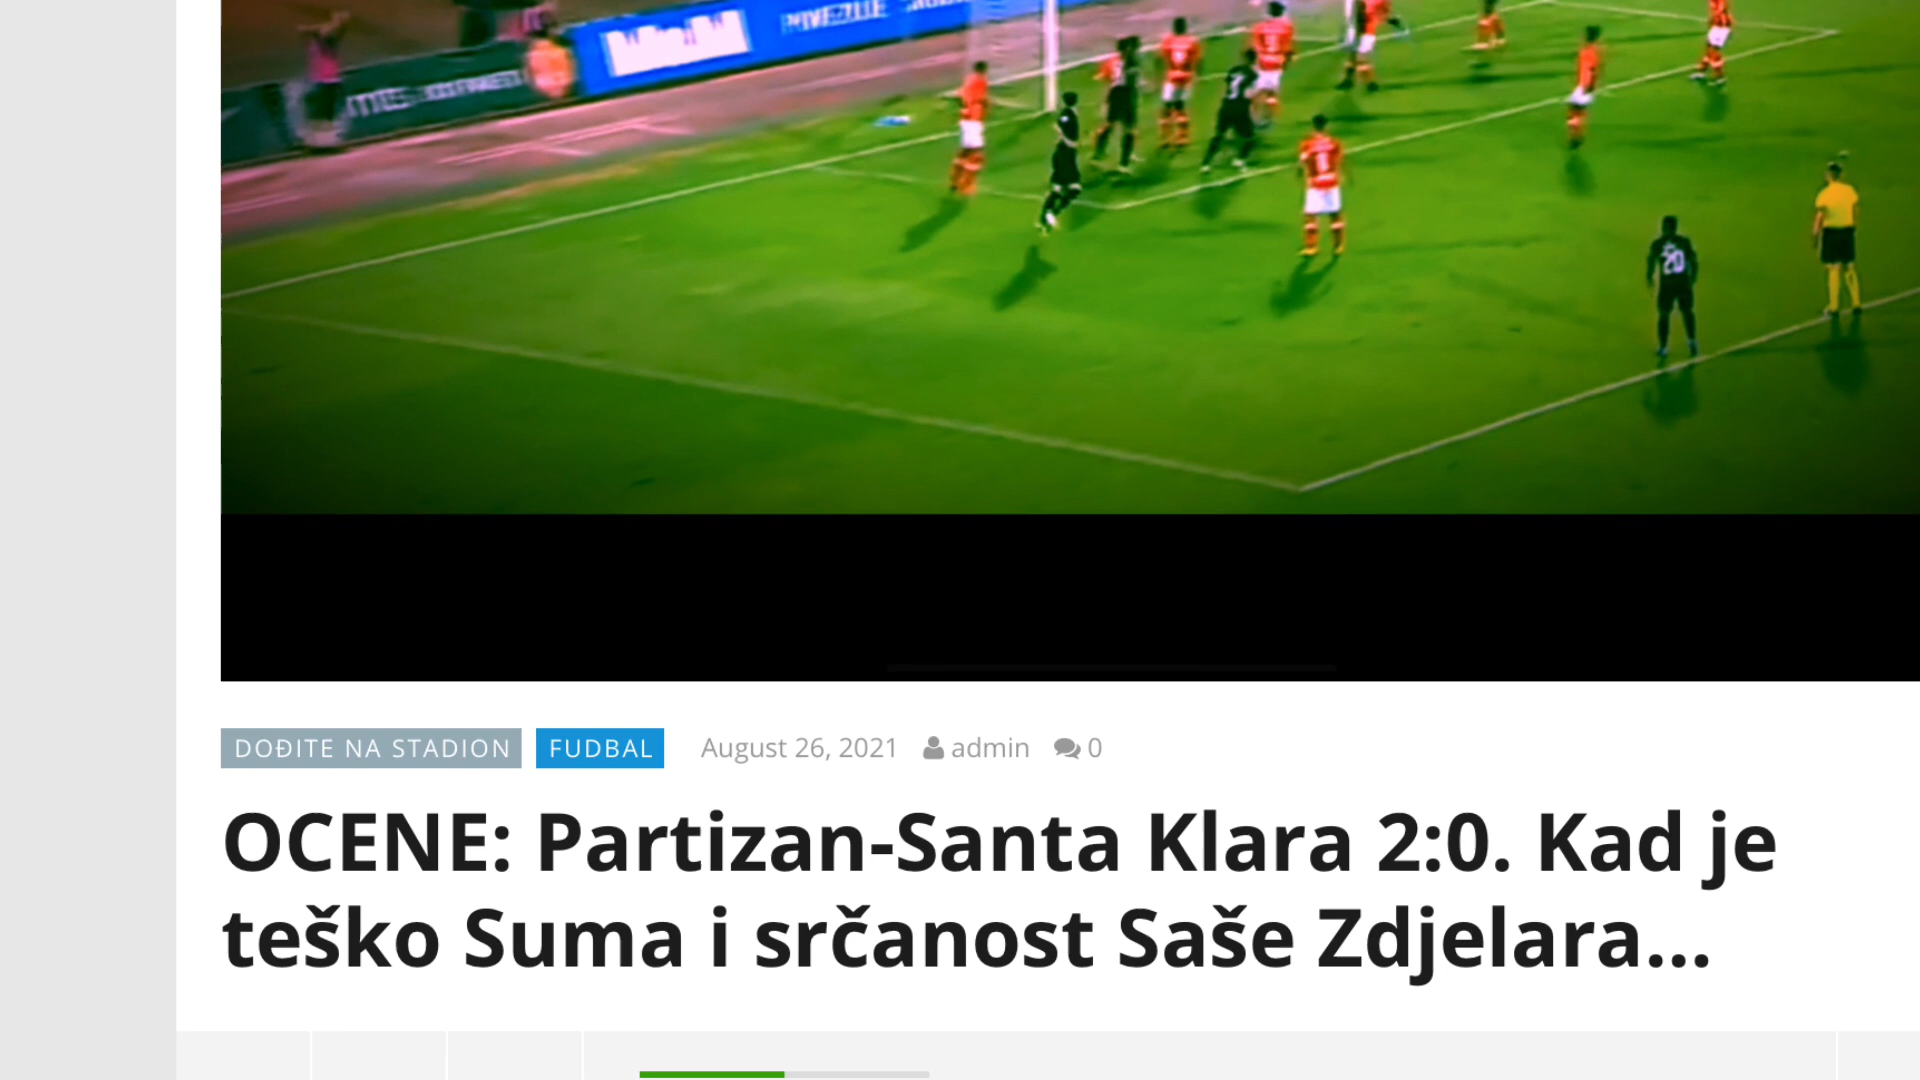 20
DOĐITE NA STADION FUDBAL August 26, 2021 admin 0
OCENE: Partizan-Santa Klara 2:0. Kad je
teško Suma i srčanost Saše Zdjelara...